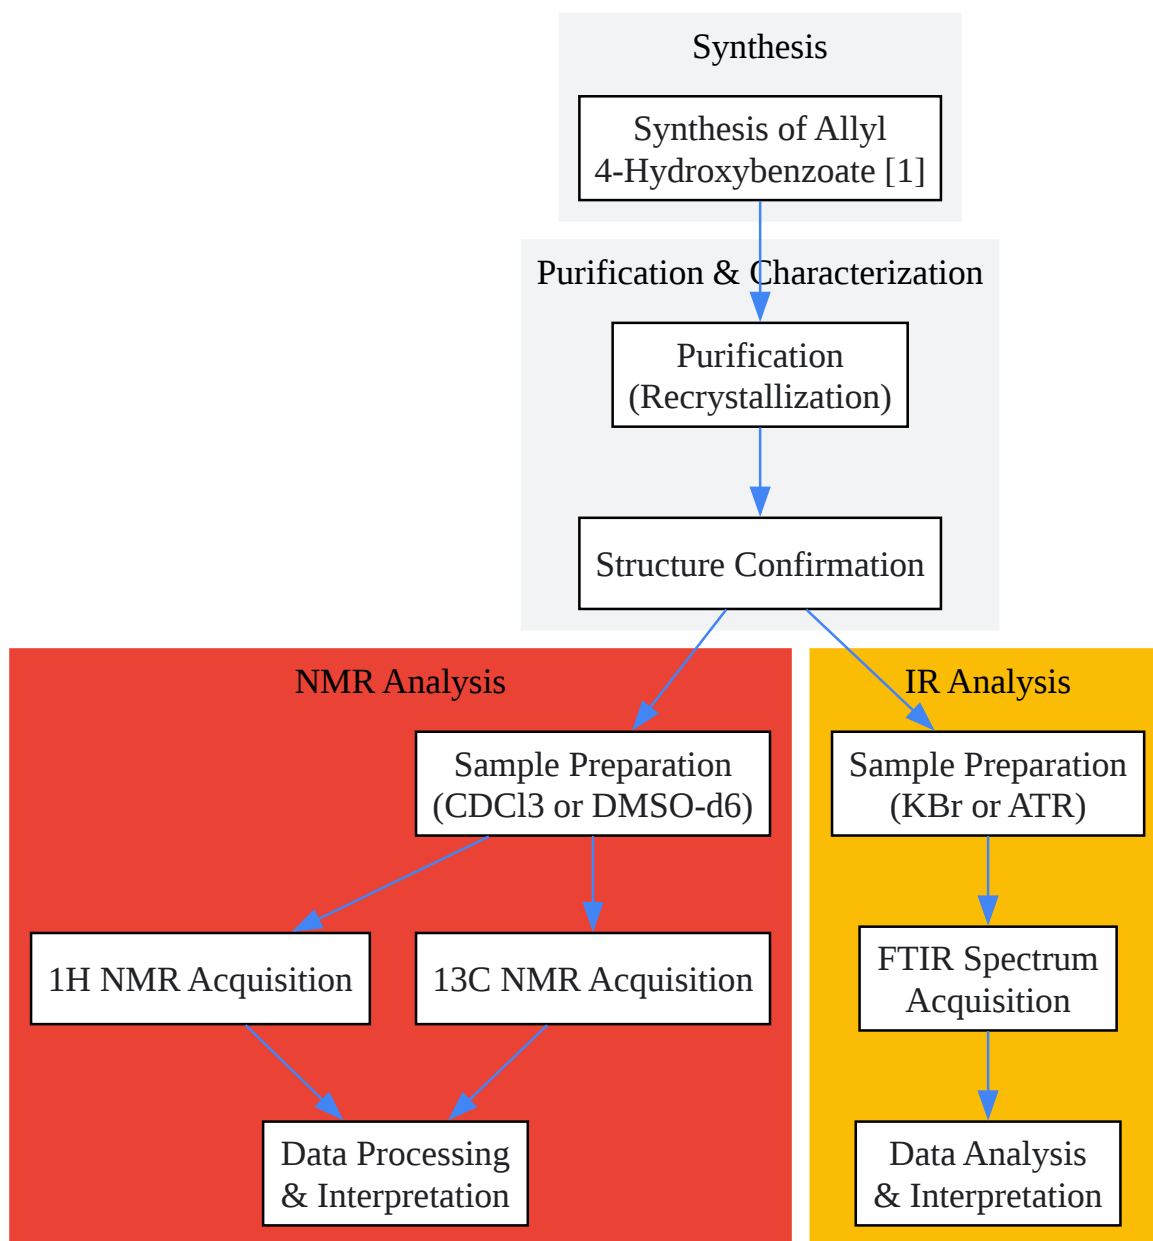 Synthesis
Synthesis of Allyl
4-Hydroxybenzoate [1]
Purification & Characterization
Purification
(Recrystallization)
Structure Confirmation
NMR Analysis
Sample Preparation
(CDCl3 or DMSO-d6)
1H NMR Acquisition
13C NMR Acquisition
Data Processing
& Interpretation
IR Analysis
Sample Preparation
(KBr or ATR)
FTIR Spectrum
Acquisition
Data Analysis
& Interpretation